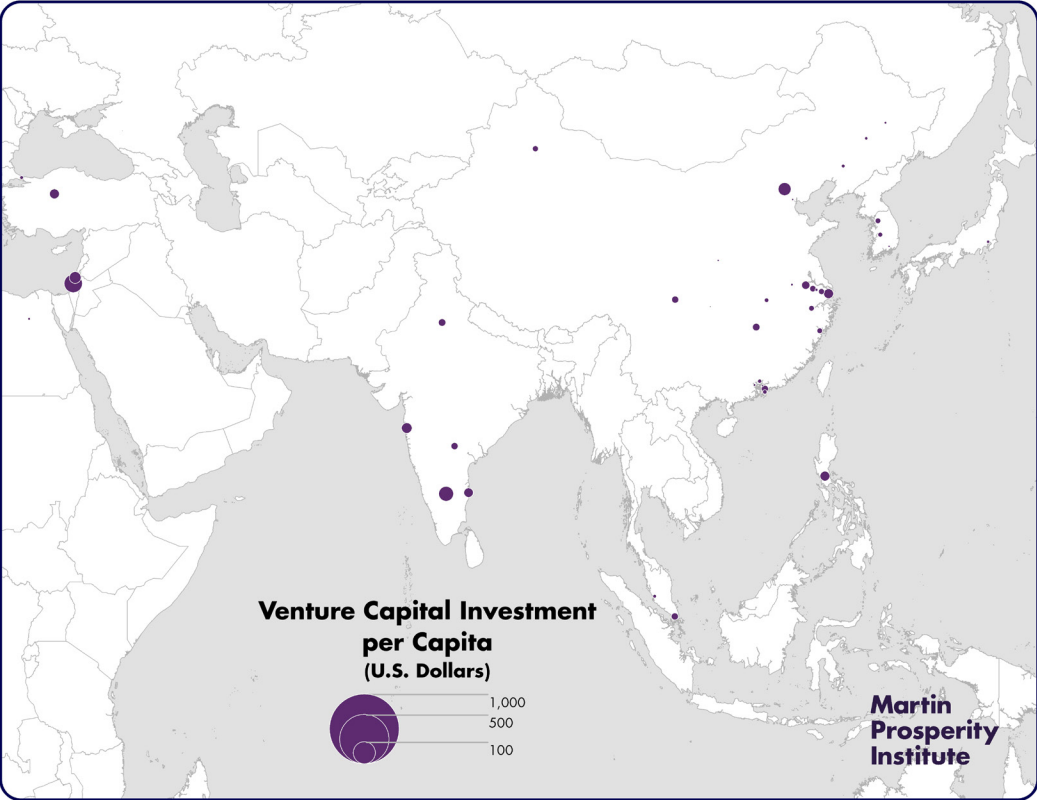 Venture Capital Investment
per Capita
(U.S. Dollars)
1,000
500
100
Martin
Prosperity
Institute